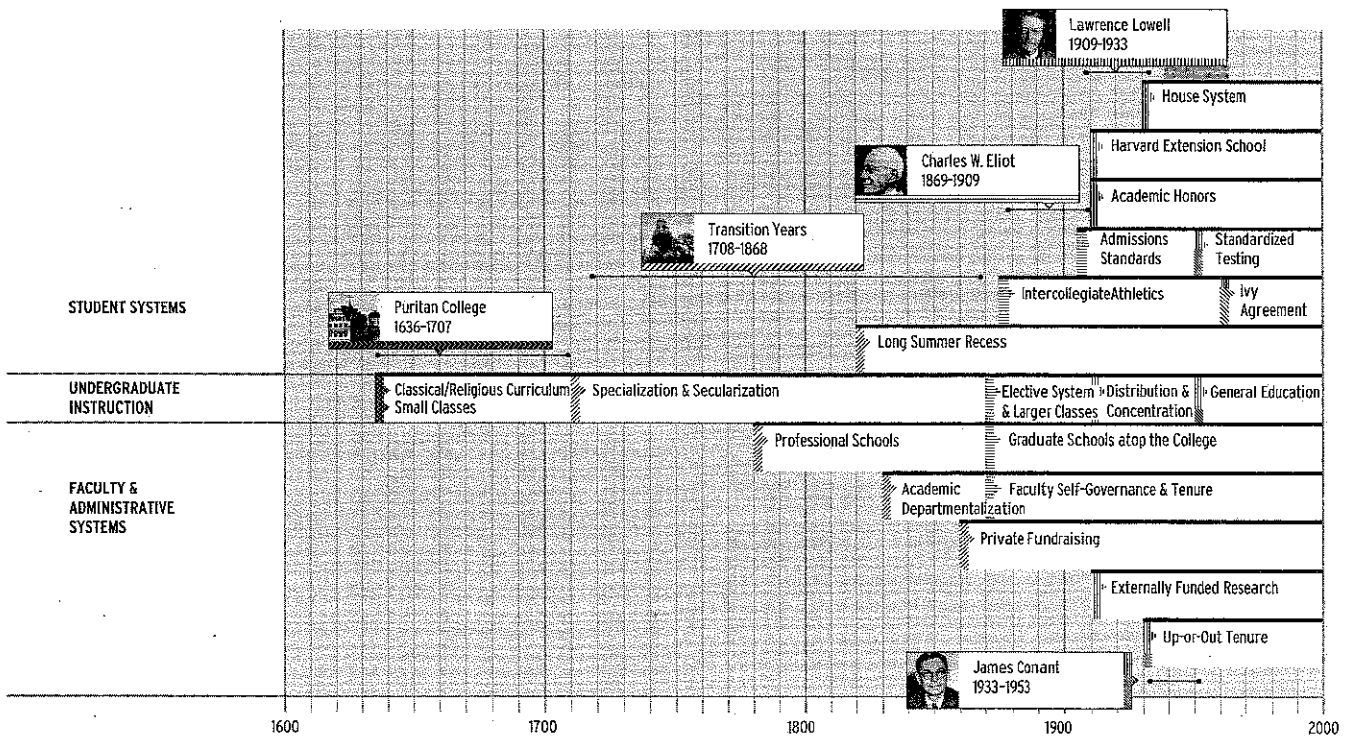 Lawrence Lowell
1909-1933
House System
Harvard Extension School
Charles W. Eliot
1869-1909
Academic Honors
Transition Years
1708-1868
Admissions
Standards
Standardized
Testing
STUDENT SYSTEMS
Puritan College
1636-1707
IntercollegiateAthletics
Ivy
Agreement
Long Summer Recess
UNDERGRADUATE
INSTRUCTION
Classical/Religious Curriculum
Small Classes
Specialization & Secularization
Elective System
& Larger Classes
Distribution &
Concentration
General Education
Professional Schools
Graduate Schools atop the College
FACULTY &
ADMINISTRATIVE
SYSTEMS
Academic
Departmentalization
Faculty Self-Governance & Tenure
Private Fundraising
Externally Funded Research
Up-or-Out Tenure
James Conant
1933-1953
1600 1700 1800 1900 2000